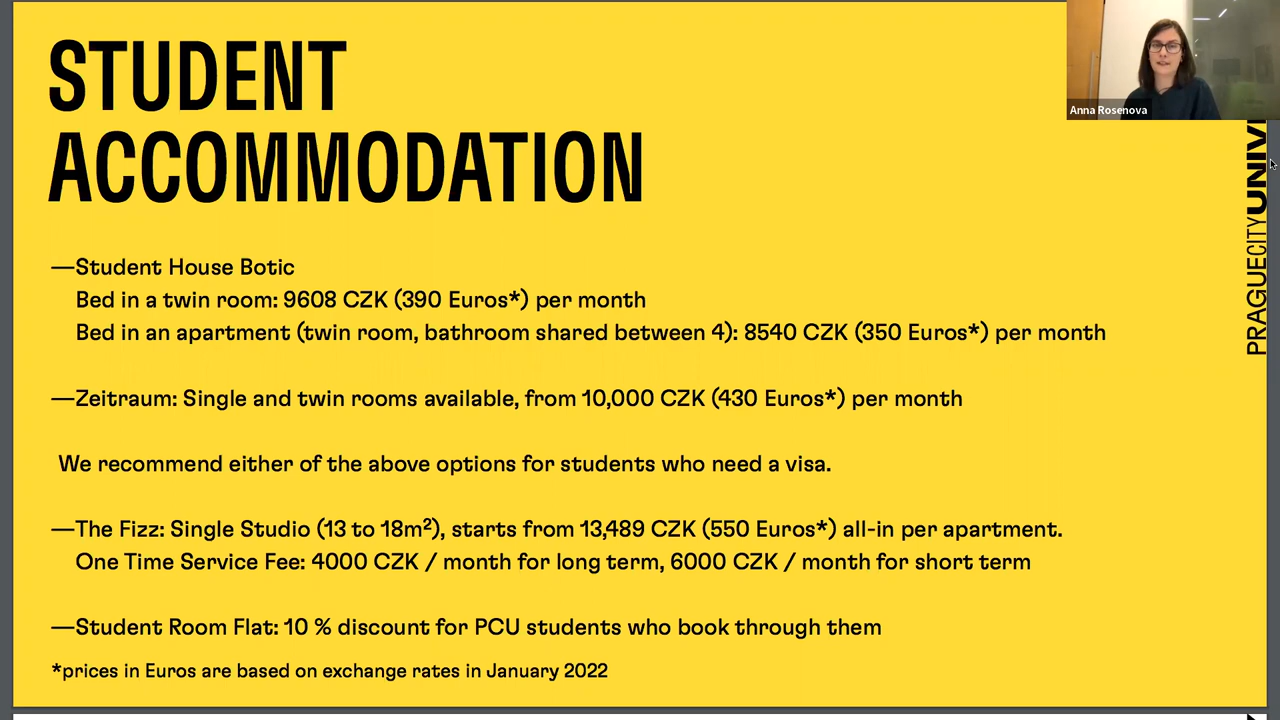 STUDENT
ACCOMMODATION
—Student House Botic
Bed in a twin room: 9608 CZK (390 Euros*) per month
Bed in an apartment (twin room, bathroom shared between 4): 8540 CZK (350 Euros*) per month
—Zeitraum: Single and twin rooms available, from 10,000 CZK (430 Euros*) per month
We recommend either of the above options for students who need a visa.
—The Fizz: Single Studio (13 to 18m²), starts from 13,489 CZK (550 Euros*) all-in per apartment.
One Time Service Fee: 4000 CZK / month for long term, 6000 CZK / month for short term
—Student Room Flat: 10 % discount for PCU students who book through them
*prices in Euros are based on exchange rates in January 2022
Anna Rosenova
PRAGUECITYUNIV